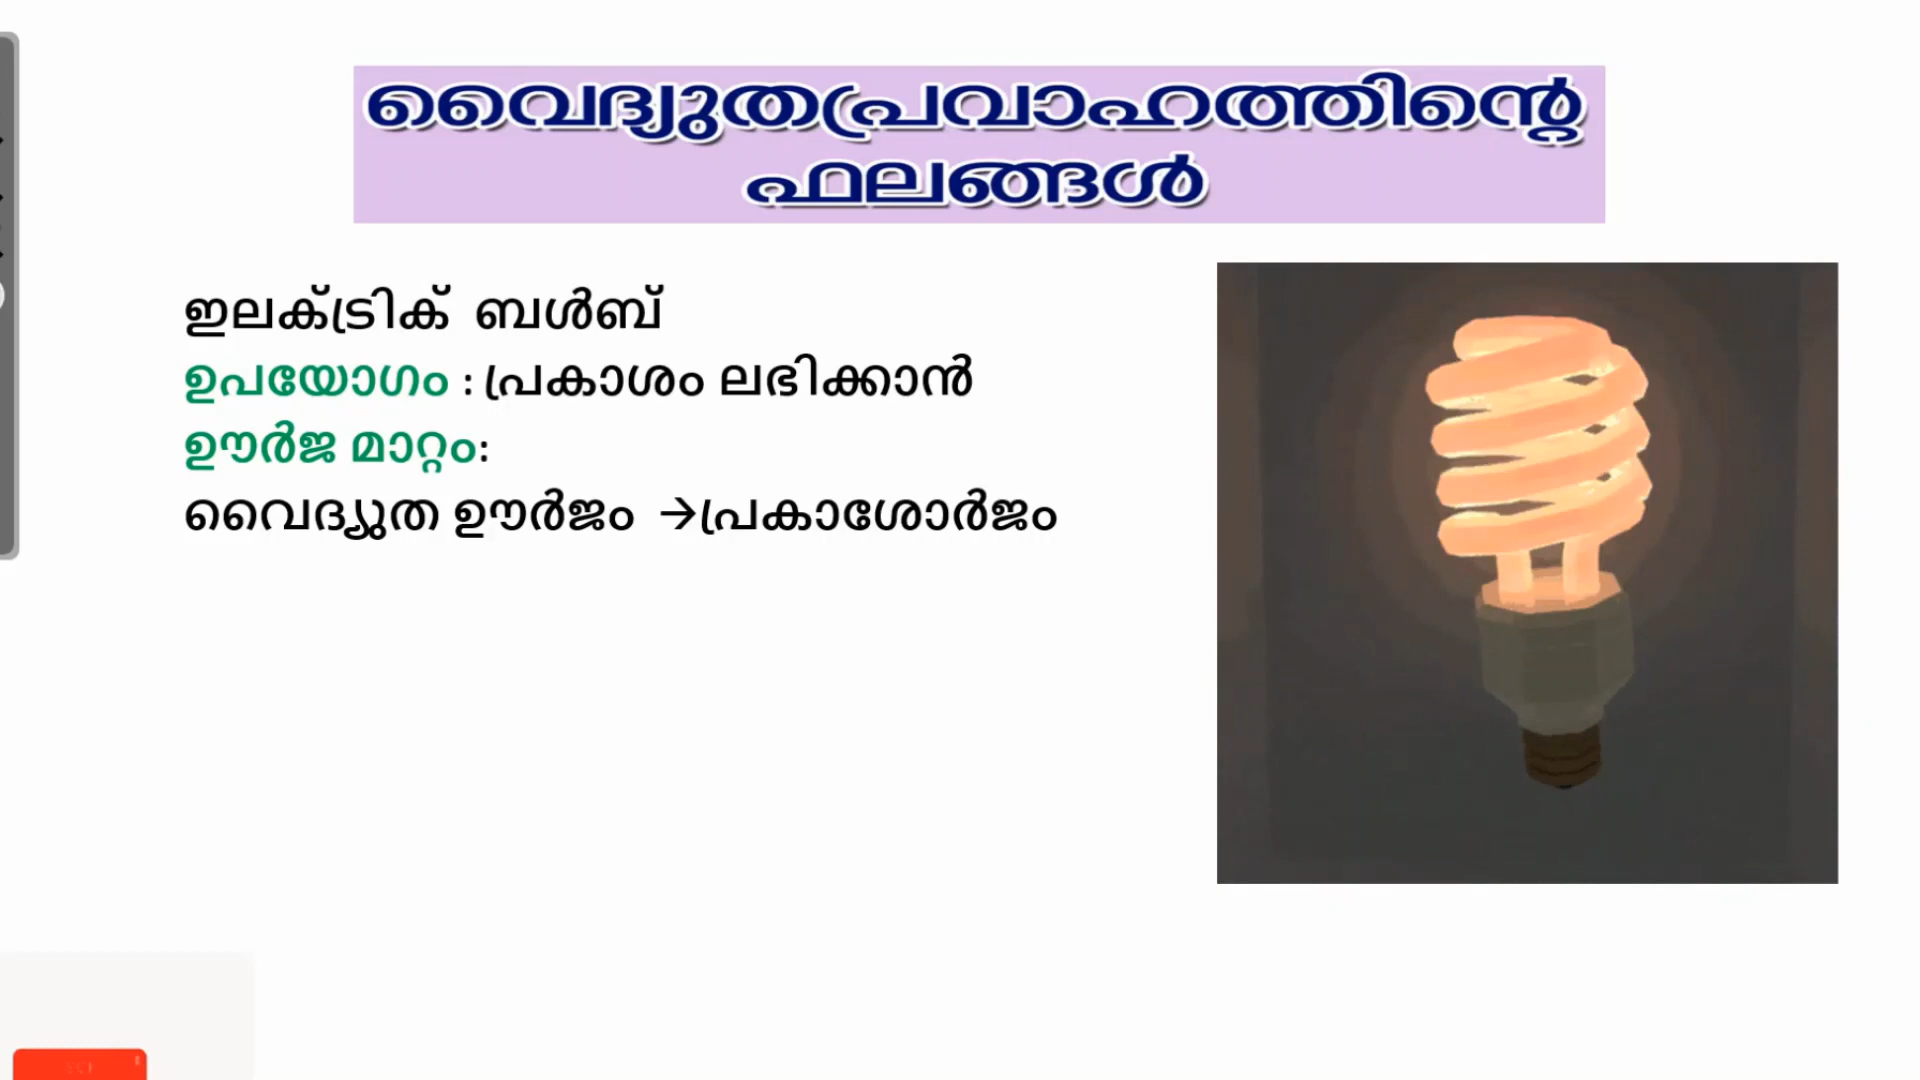 വൈദ്യുതപ്രവാഹത്തിന്റെ
ഫലങ്ങൾ
ഇലക്ട്രിക് ബൾബ്
ഉപയോഗം : പ്രകാശം ലഭിക്കാൻ
ഊർജ മാറ്റം:
വൈദ്യുത ഊർജം →പ്രകാശോർജം